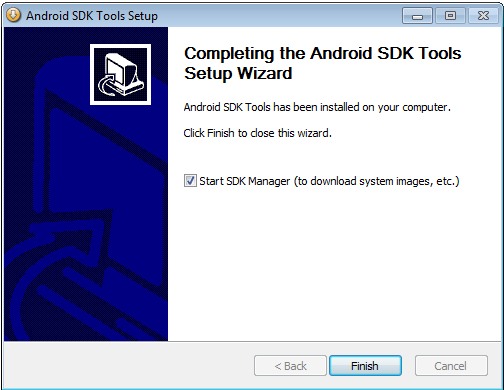 Android SDK Tools Setup
Completing the Android SDK Tools
Setup Wizard
Android SDK Tools has been installed on your computer.
Click Finish to close this wizard.
Start SDK Manager (to download system images, etc.)
< Back
Finish
Cancel